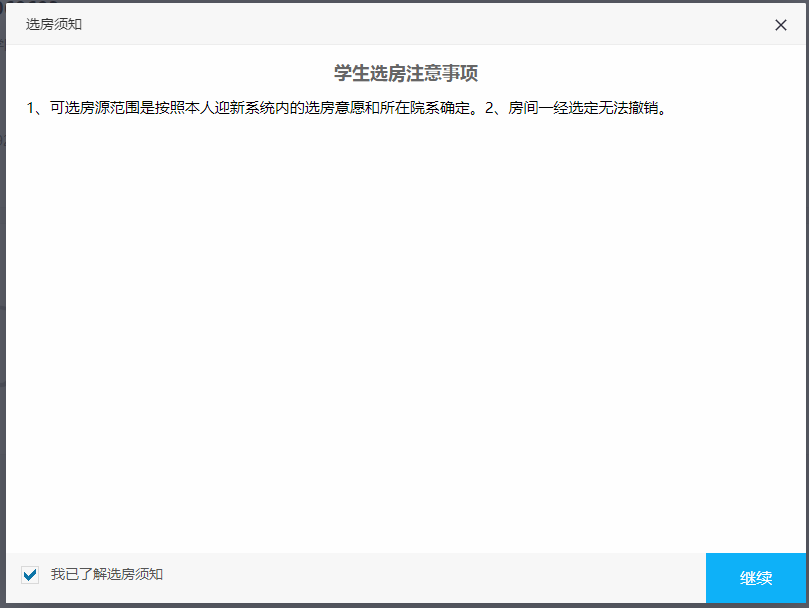 选房须知
学生选房注意事项
1、可选房源范围是按照本人迎新系统内的选房意愿和所在院系确定。2、房间一经选定无法撤销。
我已了解选房须知
继续